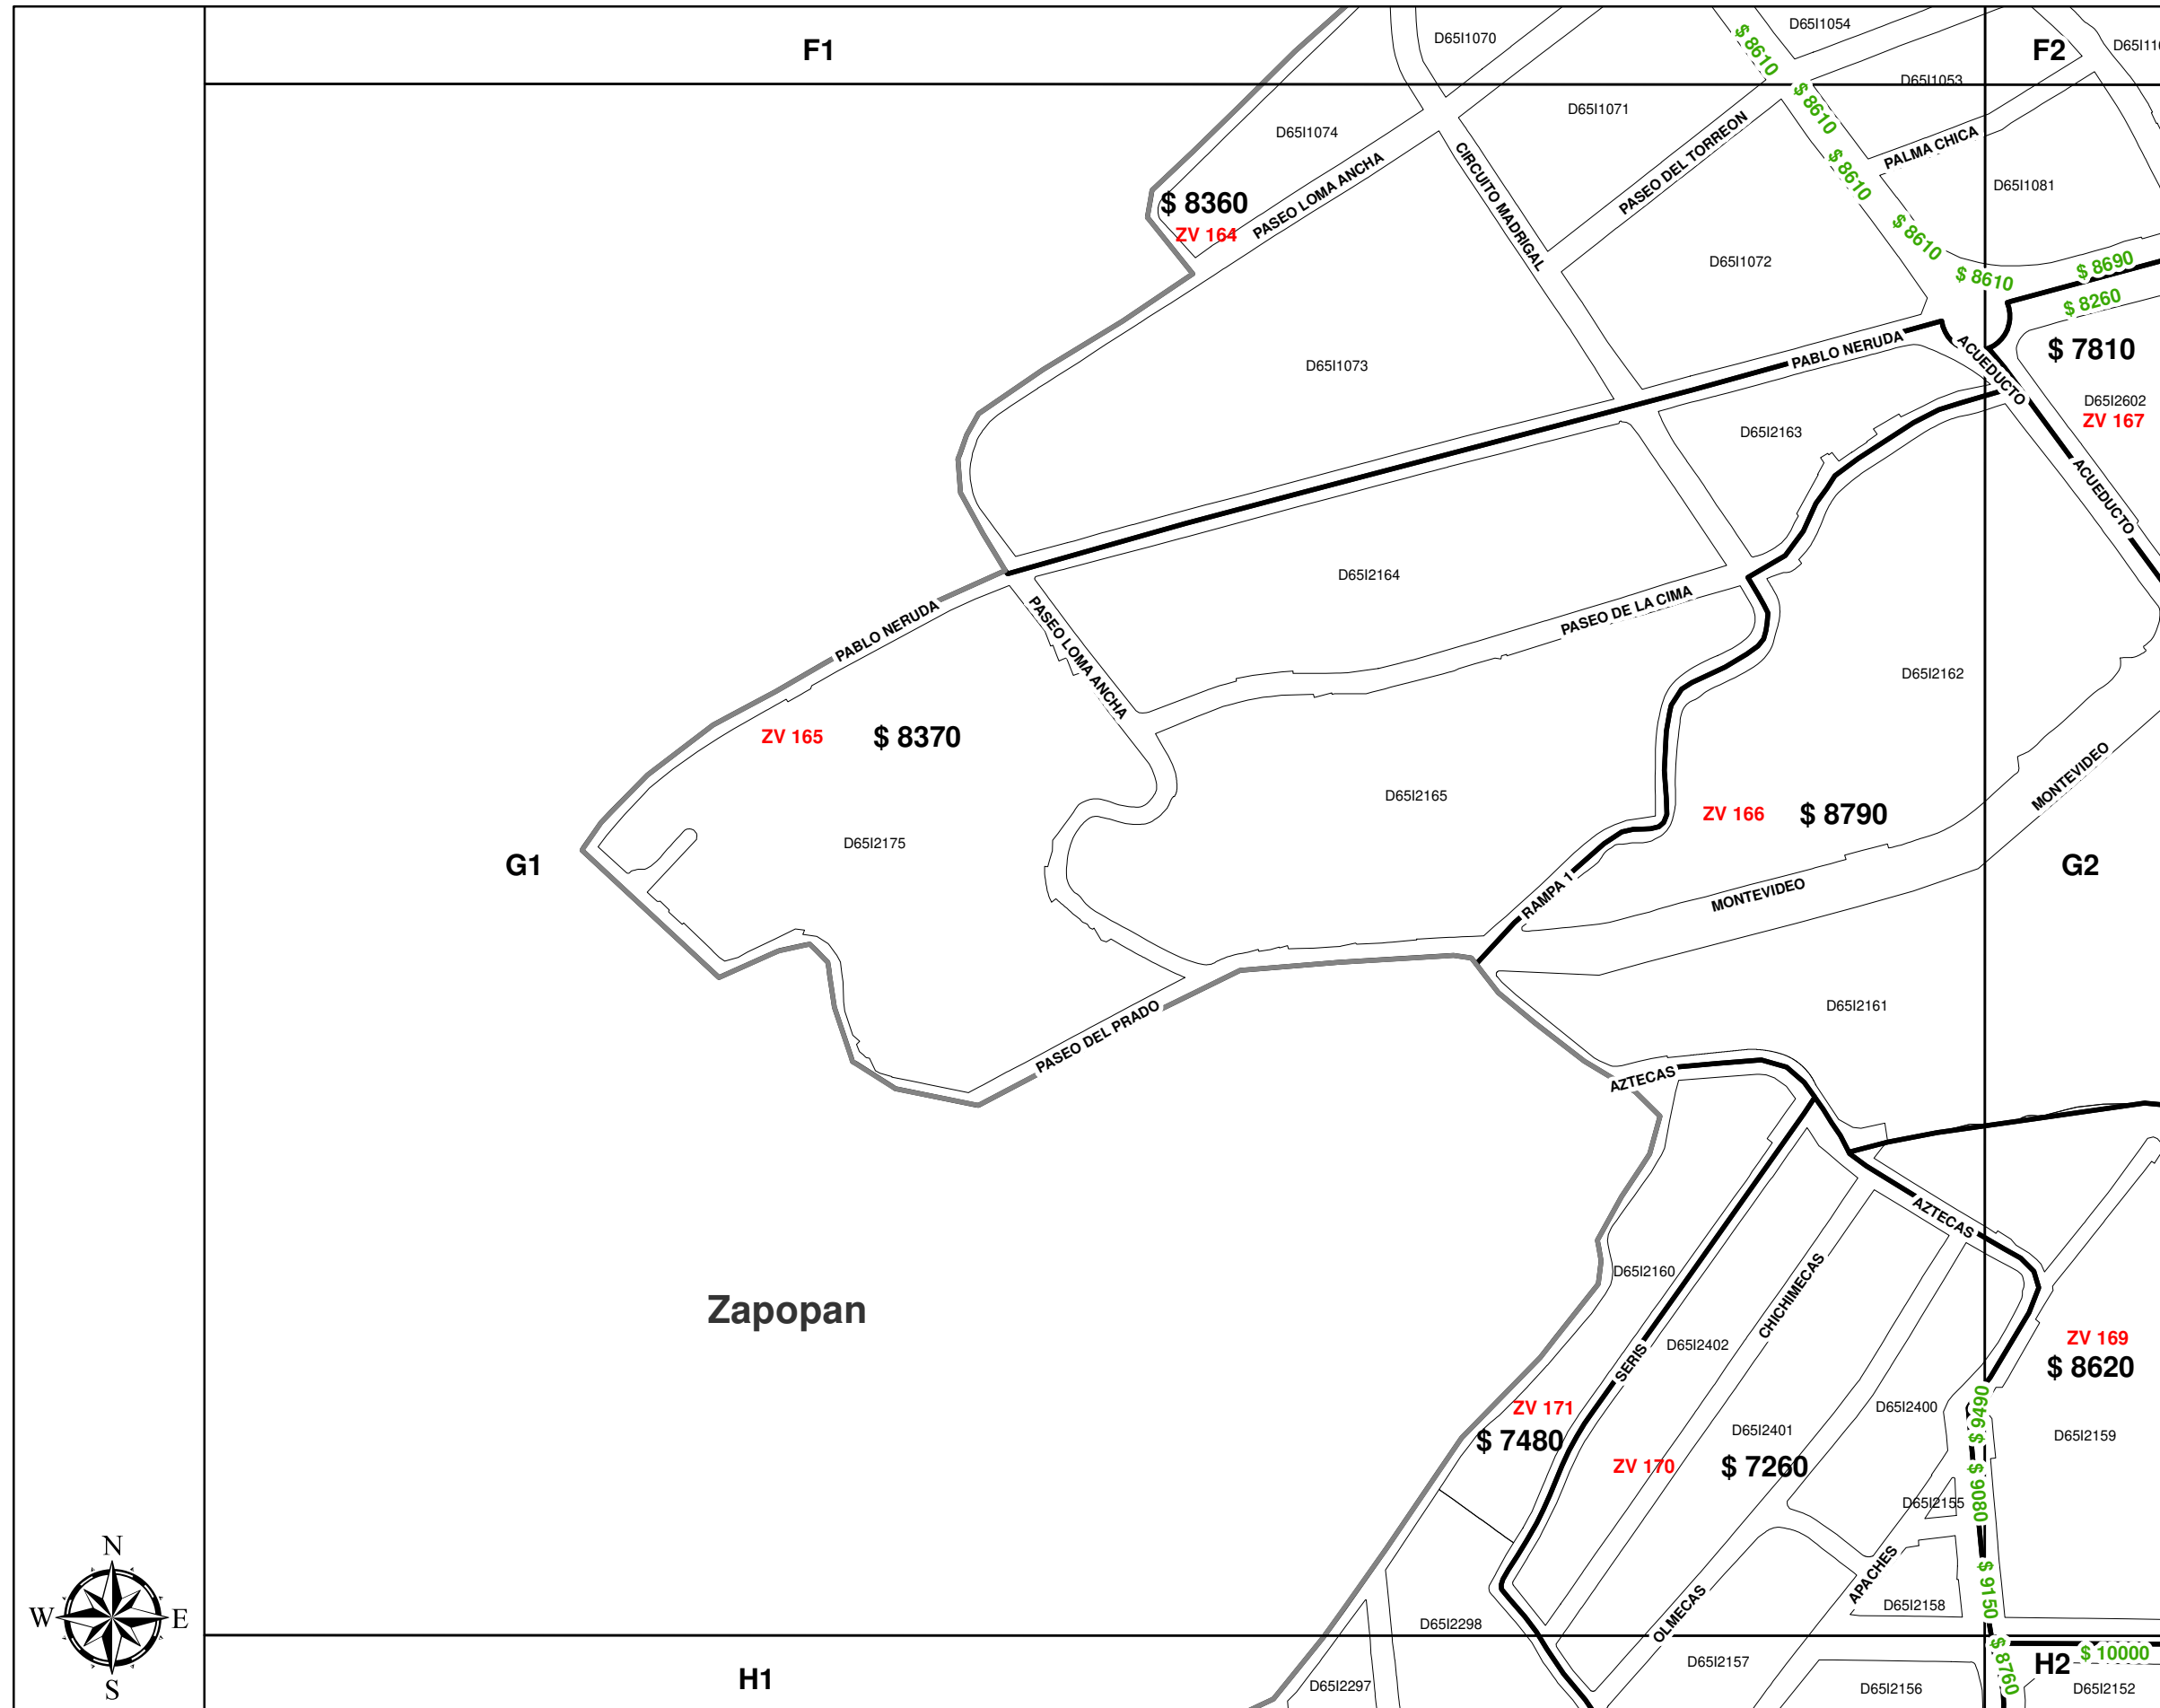 D65I1054
D65I1070
F1
F2
$ 8610
D65I1053
D65I1071
$ 8610
D65I1074
PALMA CHICA
PASEO DEL TORREON
$ 8610
D65I1081
PASEO LOMA ANCHA
CIRCUITO MADRIGAL
$ 8360
ZV 164
$ 8610
D65I1072
$ 8690
$ 8610
$ 8260
PABLO NERUDA
$ 7810
ACUEDUCTO
D65I1073
D65I2602
ZV 167
D65I2163
ACUEDUCTO
D65I2164
PASEO DE LA CIMA
PABLO NERUDA
PASEO LOMA ANCHA
D65I2162
ZV 165
$ 8370
MONTEVIDEO
D65I2165
ZV 166
$ 8790
D65I2175
G1
G2
RAMPA 1
MONTEVIDEO
D65I2161
PASEO DEL PRADO
AZTECAS
AZTECAS
D65I2160
CHICHIMECAS
Zapopan
ZV 169
D65I2402
SERIS
$ 8620
ZV 171
D65I2400
$ 9490
D65I2401
D65I2159
$ 7480
ZV 170
$ 7260
$ 9080
D65I2155
N
APACHES
$ 9150
D65I2158
W
E
OLMECAS
D65I2298
$ 10000
D65I2157
H1
H2
$ 8760
D65I2297
D65I2156
D65I2152
S